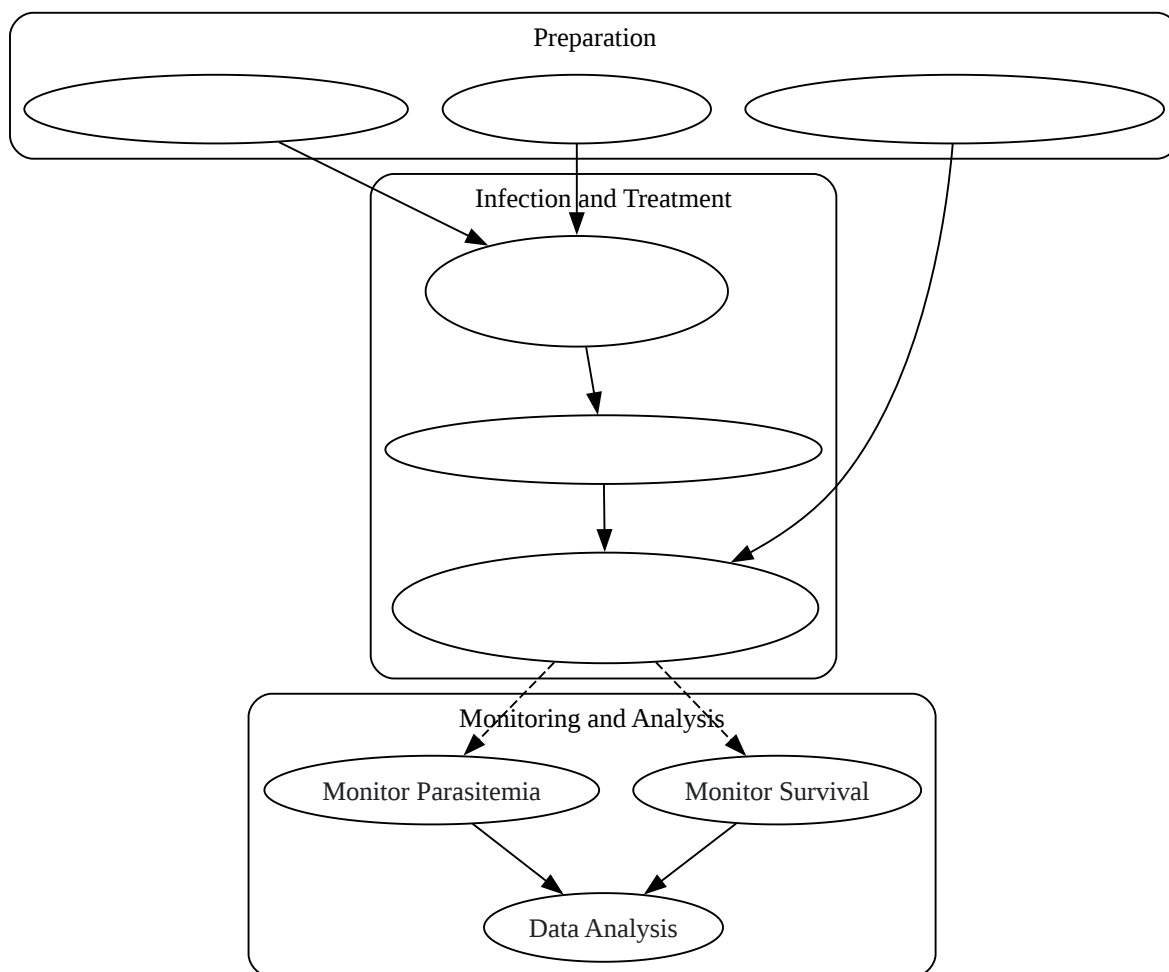 Preparation
Infection and Treatment
Monitoring and Analysis
Monitor Parasitemia
Monitor Survival
Data Analysis